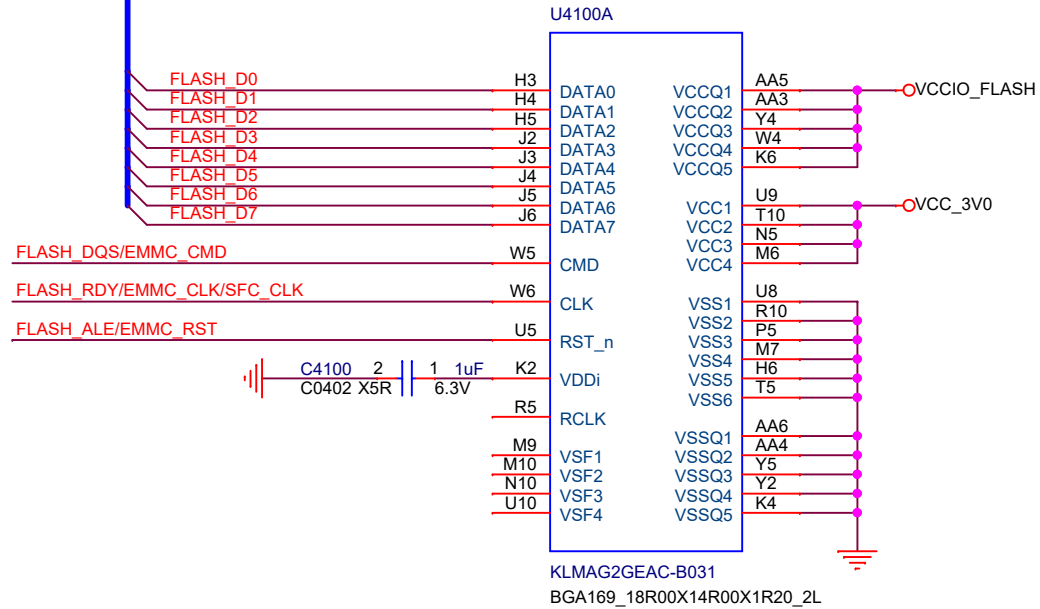 U4100A
FLASH_D0 H3 DATA0 VCCQ1 AA5 VCCIO_FLASH
FLASH_D1 H4 DATA1 VCCQ2 AA3
FLASH_D2 H5 DATA2 VCCQ3 Y4
FLASH_D3 J2 DATA3 VCCQ4 W4
FLASH_D4 J3 DATA4 VCCQ5 K6
FLASH_D5 J4 DATA5
FLASH_D6 J5 DATA6 VCC1 U9 VCC_3V0
FLASH_D7 J6 DATA7 VCC2 T10
VCC3 N5
FLASH_DQS/EMMC_CMD W5 CMD VCC4 M6
FLASH_RDY/EMMC_CLK/SFC_CLK W6 CLK VSS1 U8
VSS2 R10
FLASH_ALE/EMMC_RST U5 RST_n VSS3 P5
VSS4 M7
C4100 2 1 1uF K2 VDDi VSS5 H6
C0402 X5R 6.3V VSS6 T5
R5 RCLK
VSSQ1 AA6
M9 VSF1 VSSQ2 AA4
M10 VSF2 VSSQ3 Y5
N10 VSF3 VSSQ4 Y2
U10 VSF4 VSSQ5 K4
KLMAG2GEAC-B031
BGA169_18R00X14R00X1R20_2L